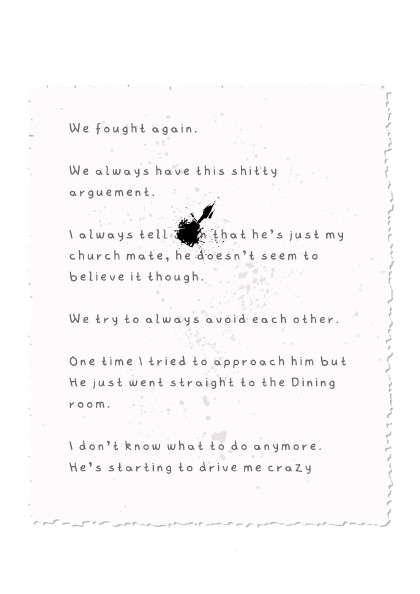 We fought again.
We always have this shitty
arguement.
I always tell that he's just my
church mate, he doesn't seem to
believe it though.
We try to always avoid each other.
One time I tried to approach him but
He just went straight to the Dining
room.
I don't know what to do anymore.
He's starting to drive me craZy